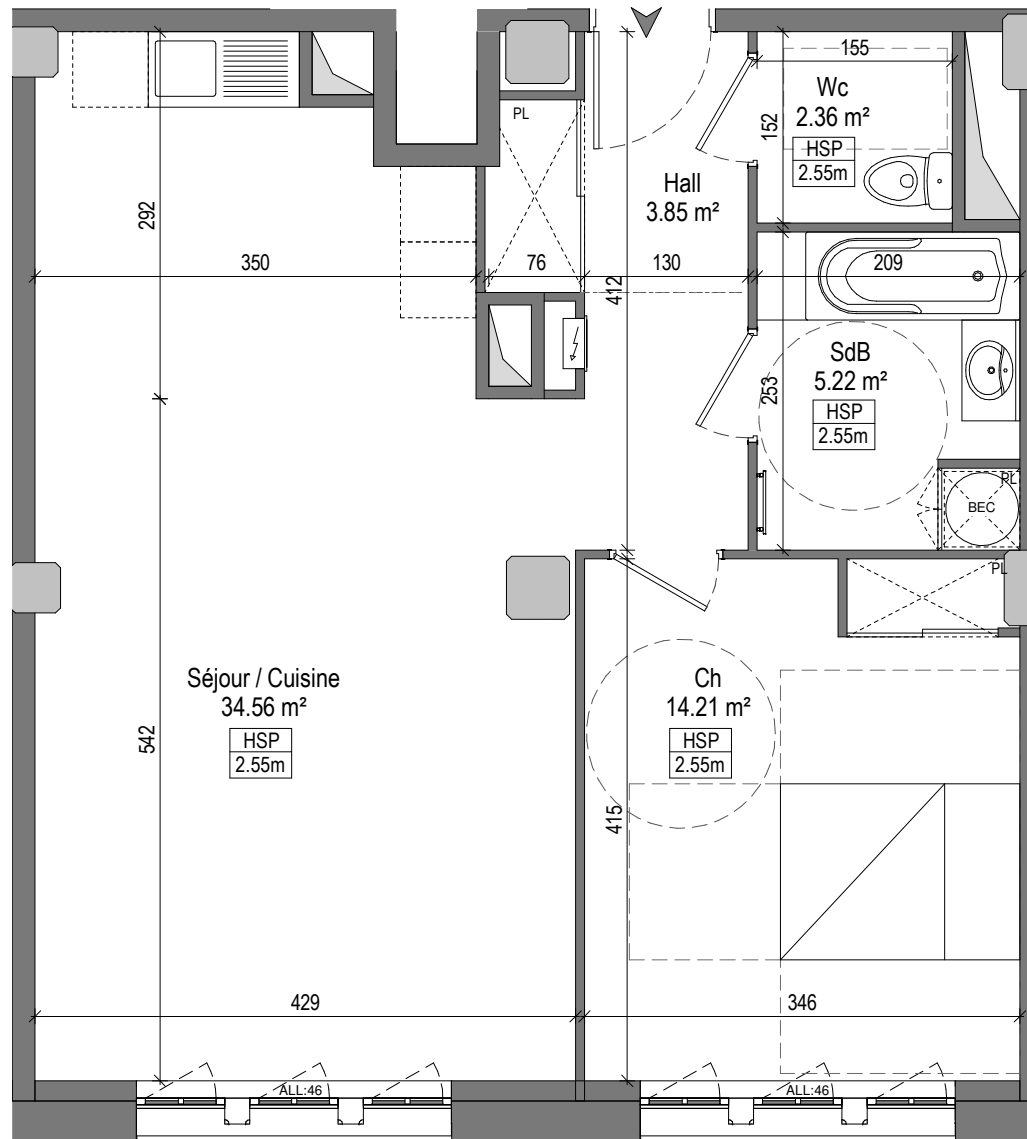 155
Wc
2.36 m²
HSP
2.55m
152
PL
Hall
3.85 m²
292
350
76
130
209
412
SdB
5.22 m²
HSP
2.55m
253
PL
BEC
PL
Séjour / Cuisine
34.56 m²
HSP
2.55m
542
Ch
14.21 m²
HSP
2.55m
415
429
346
ALL:46
ALL:46